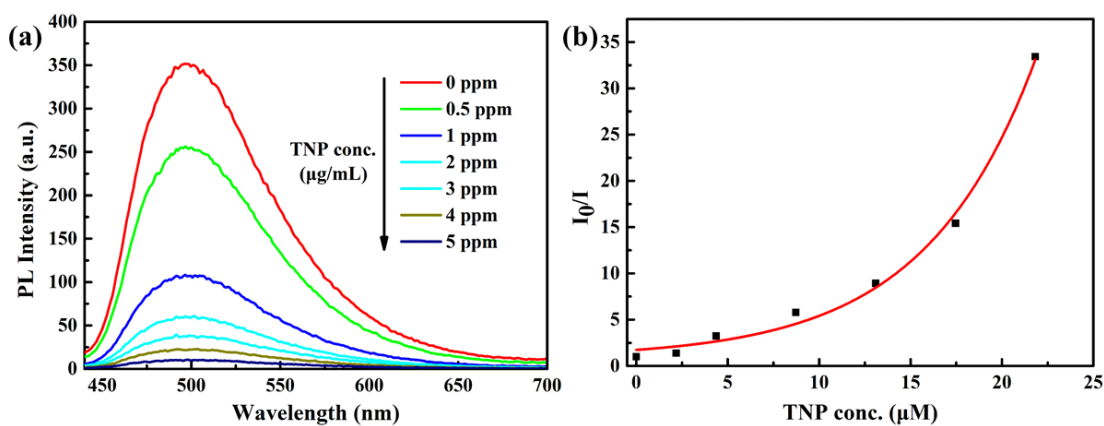 (a)
400
350
300
250
200
150
100
50
0
PL Intensity (a.u.)
450 500 550 600 650 700
Wavelength (nm)
TNP conc.
(μg/mL)
0 ppm
0.5 ppm
1 ppm
2 ppm
3 ppm
4 ppm
5 ppm
(b)
35
30
25
20
15
10
5
0
I0/I
0 5 10 15 20 25
TNP conc. (μM)